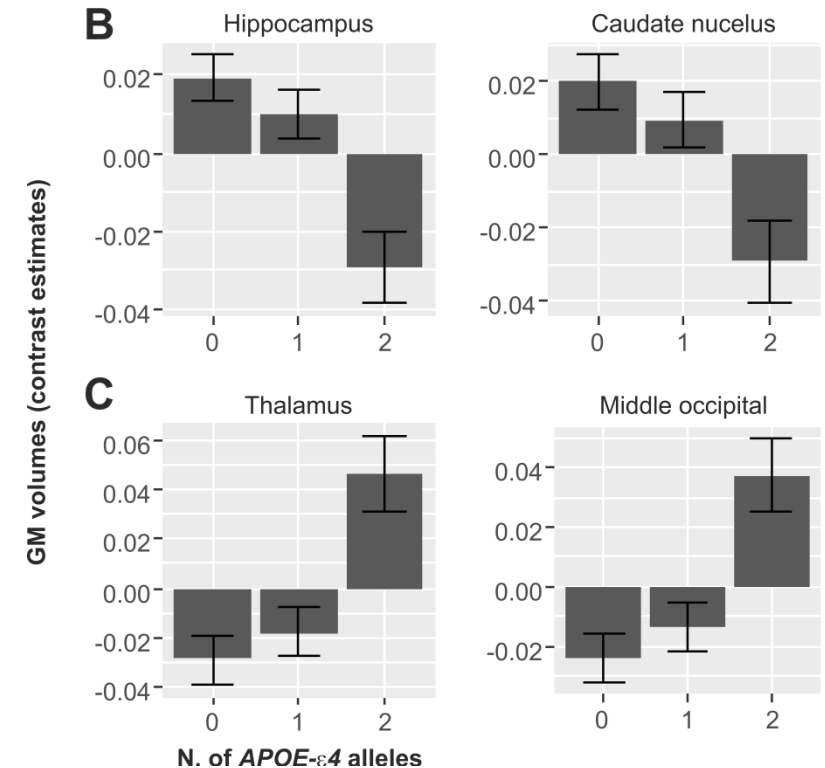 B
Hippocampus
Caudate nucelus
0.02
0.00
-0.02
-0.04
0 1 2
0.02
0.00
-0.02
-0.04
0 1 2
GM volumes (contrast estimates)
C
Thalamus
Middle occipital
0.06
0.04
0.02
0.00
-0.02
-0.04
0 1 2
0.04
0.02
0.00
-0.02
0 1 2
N. of APOE-ε4 alleles